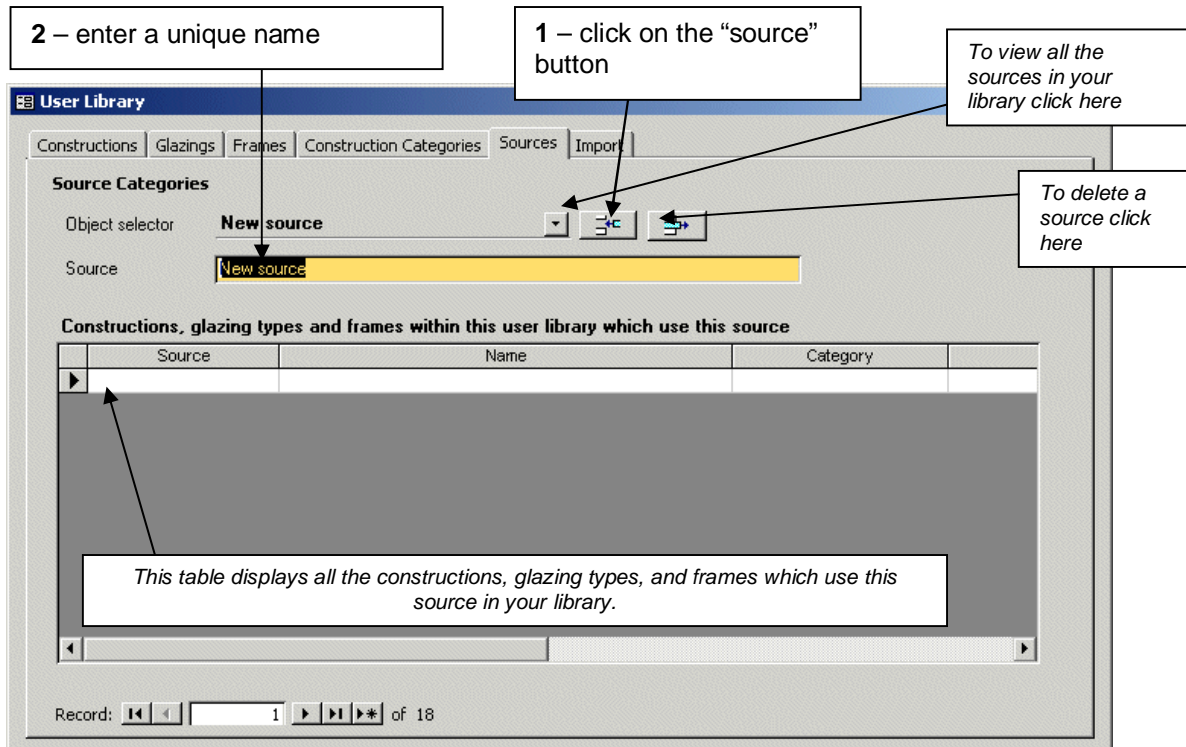 2 – enter a unique name
1 – click on the “source”
button
To view all the
sources in your
library click here
User Library
Constructions
Glazings
Frames
Construction Categories
Sources
Import
Source Categories
To delete a
source click
here
Object selector
New source
Source
New source
Constructions, glazing types and frames within this user library which use this source
Source
Name
Category
This table displays all the constructions, glazing types, and frames which use this
source in your library.
Record:
1
of 18